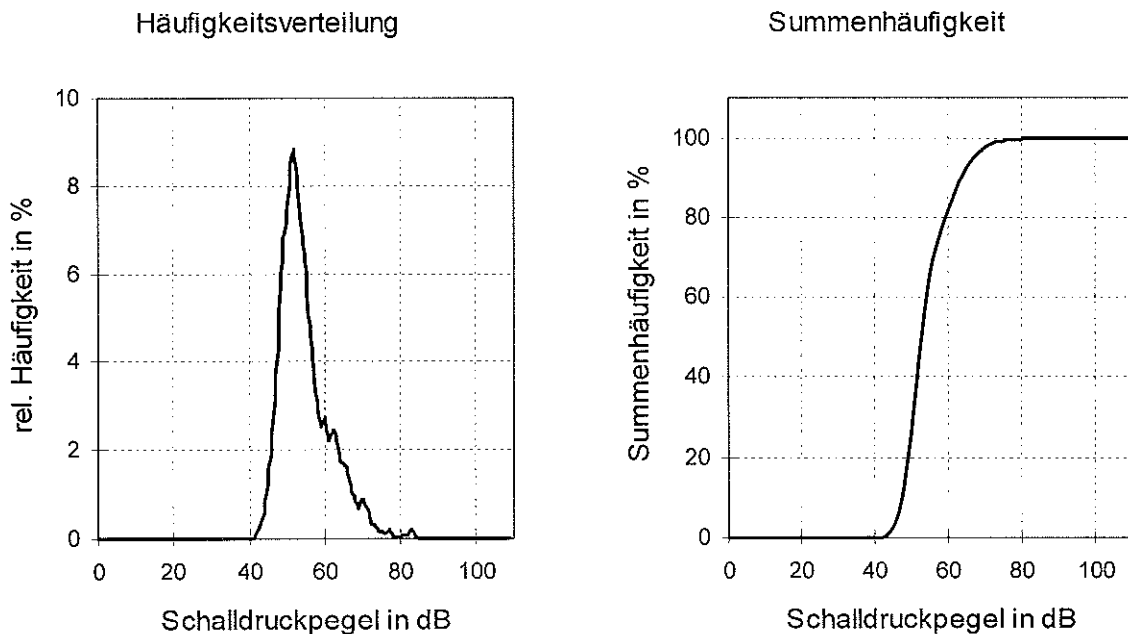 Häufigkeitsverteilung
rel. Häufigkeit in %
10
8
6
4
2
0
0 20 40 60 80 100
Schalldruckpegel in dB
Summenhäufigkeit
Summenhäufigkeit in %
100
80
60
40
20
0
0 20 40 60 80 100
Schalldruckpegel in dB